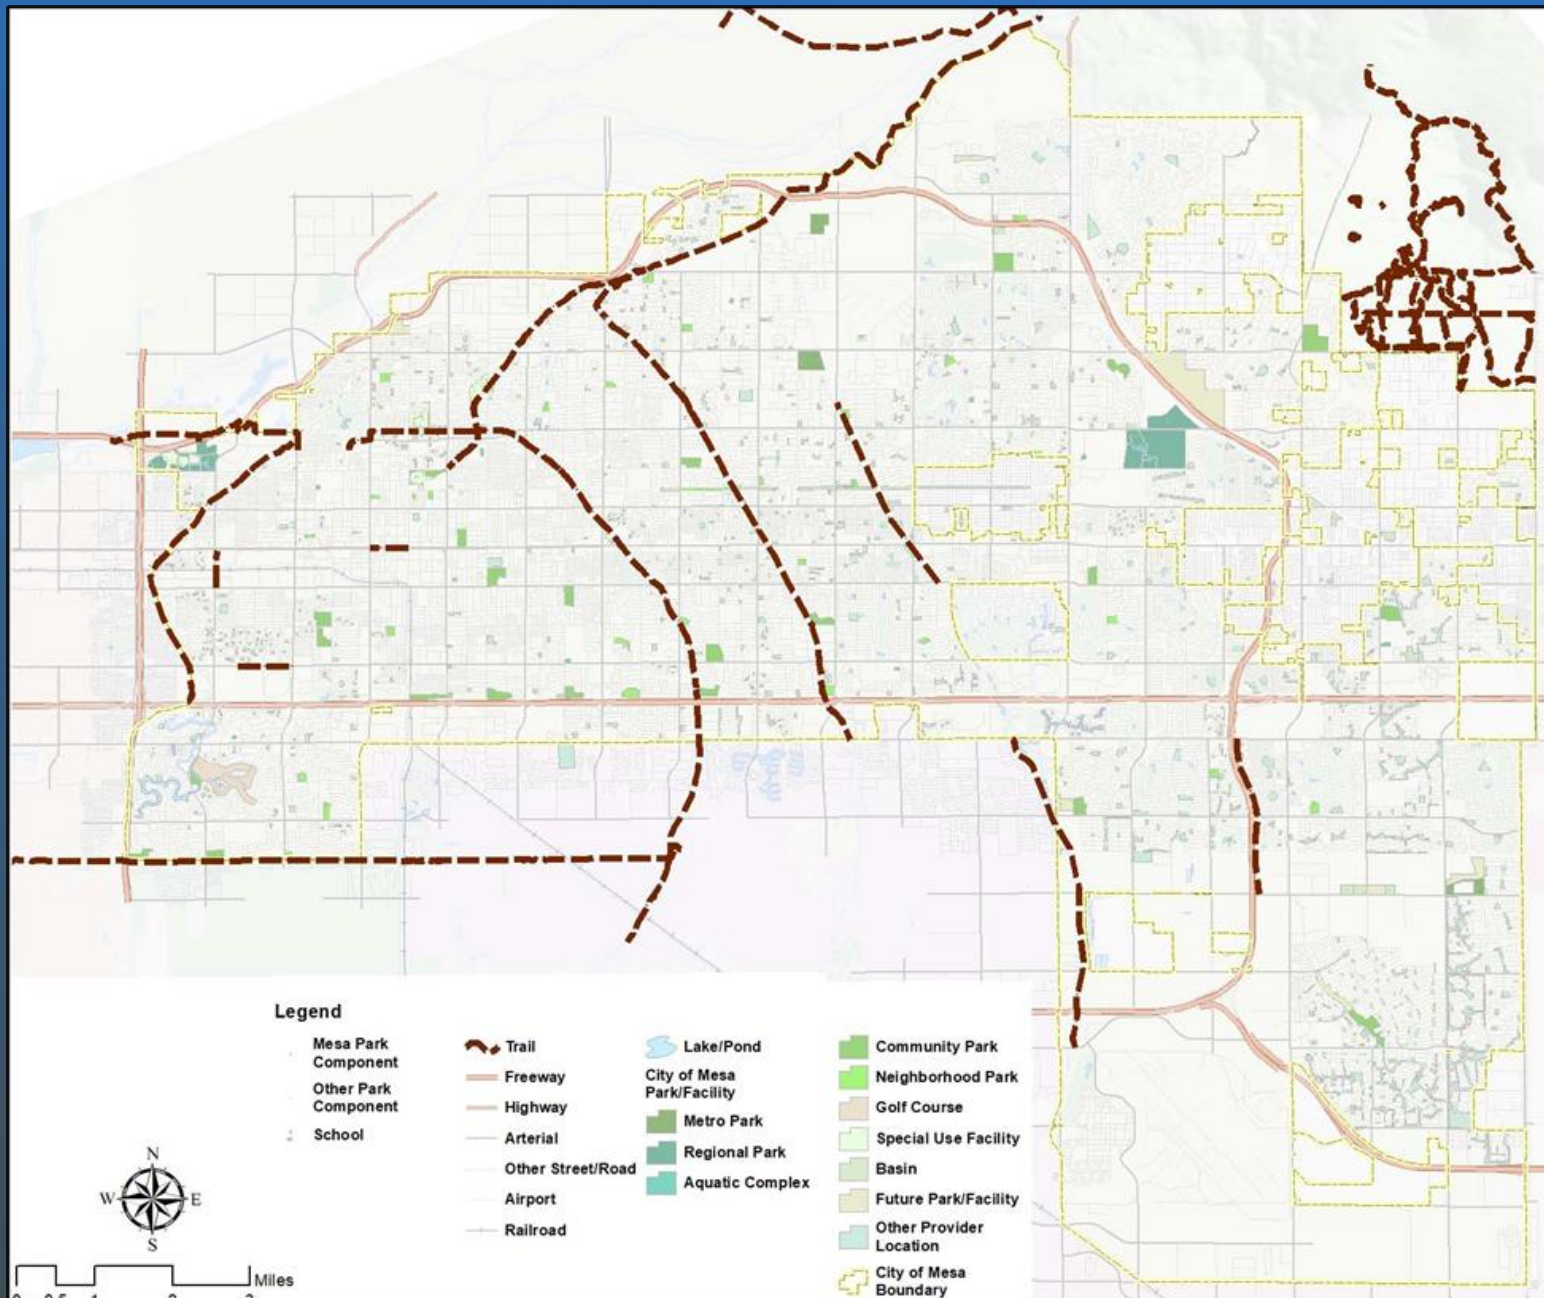 Legend
Mesa Park
Component
Other Park
Component
School
Trail
Freeway
Highway
Arterial
Other Street/Road
Airport
Railroad
Lake/Pond
City of Mesa
Park/Facility
Metro Park
Regional Park
Aquatic Complex
Community Park
Neighborhood Park
Golf Course
Special Use Facility
Basin
Future Park/Facility
Other Provider
Location
City of Mesa
Boundary
N
W E
S
Miles